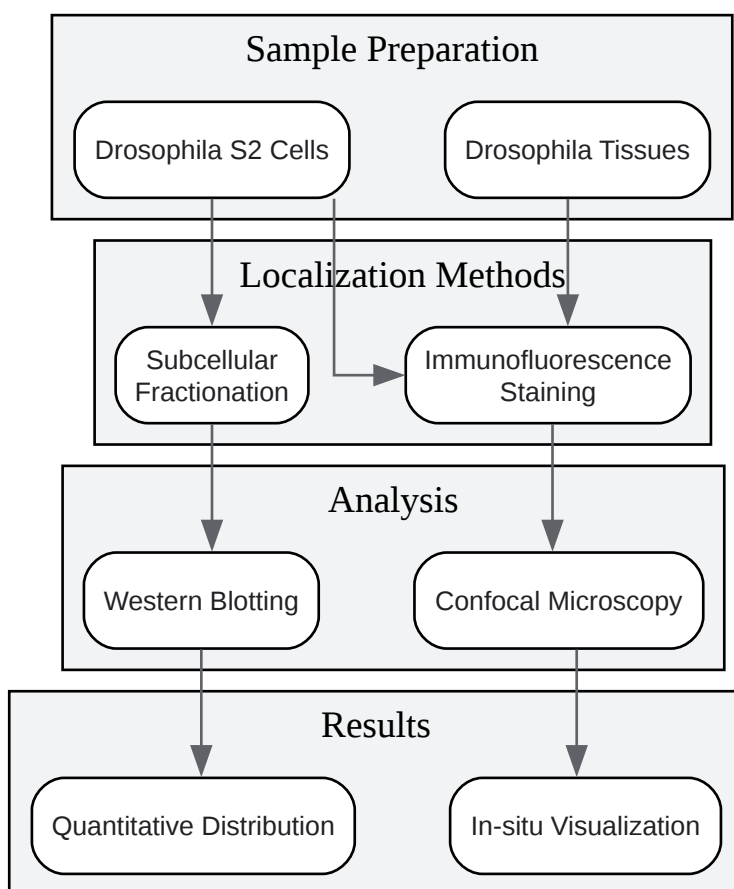 Sample Preparation
Drosophila S2 Cells
Drosophila Tissues
Localization Methods
Subcellular
Fractionation
Immunofluorescence
Staining
Analysis
Western Blotting
Confocal Microscopy
Results
Quantitative Distribution
In-situ Visualization